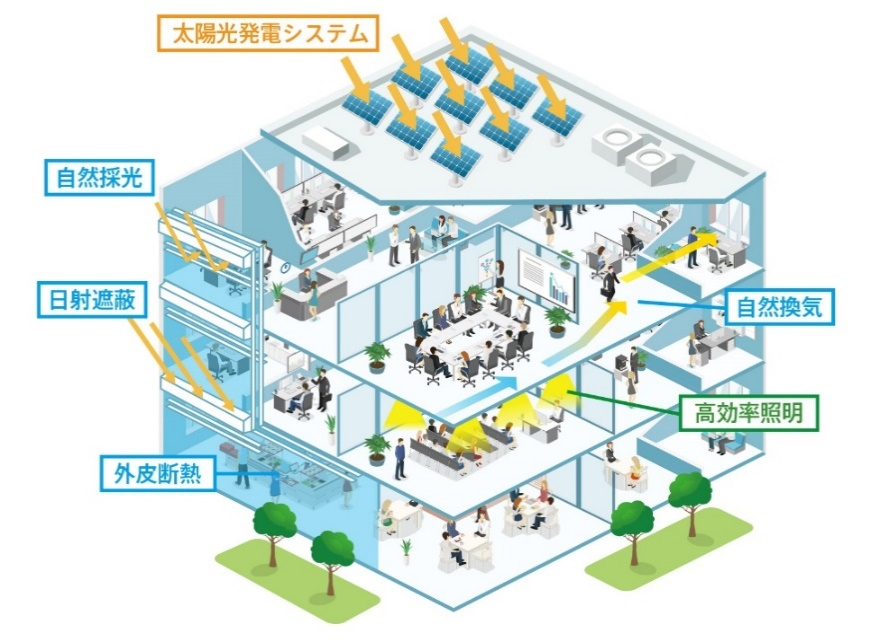 太陽光発電システム
自然採光
日射遮蔽
自然換気
高効率照明
外皮断熱